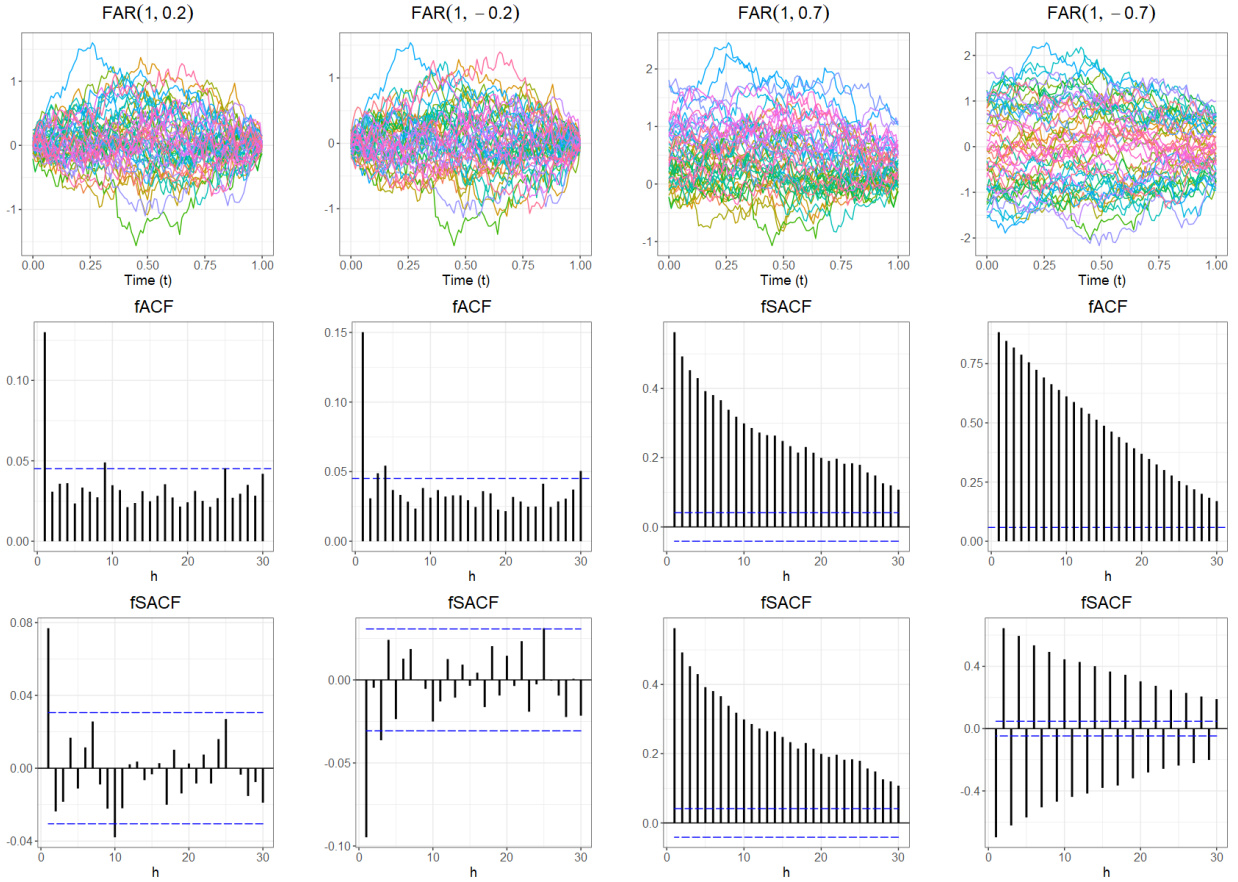 FAR(1, 0.2)
FAR(1, − 0.2)
FAR(1, 0.7)
FAR(1, − 0.7)
1
0
-1
0.00 0.25 0.50 0.75 1.00
Time (t)
1
0
-1
0.00 0.25 0.50 0.75 1.00
Time (t)
2
1
0
-1
0.00 0.25 0.50 0.75 1.00
Time (t)
2
1
0
-1
-2
0.00 0.25 0.50 0.75 1.00
Time (t)
fACF
0.10
0.05
0.00
0 10 20 30
h
fACF
0.15
0.10
0.05
0.00
0 10 20 30
h
fSACF
0.4
0.2
0.0
0 10 20 30
h
fACF
0.75
0.50
0.25
0.00
0 10 20 30
h
fSACF
0.08
0.04
0.00
-0.04
0 10 20 30
h
fSACF
0.00
-0.05
-0.10
0 10 20 30
h
fSACF
0.4
0.2
0.0
0 10 20 30
h
fSACF
0.4
0.0
-0.4
0 10 20 30
h